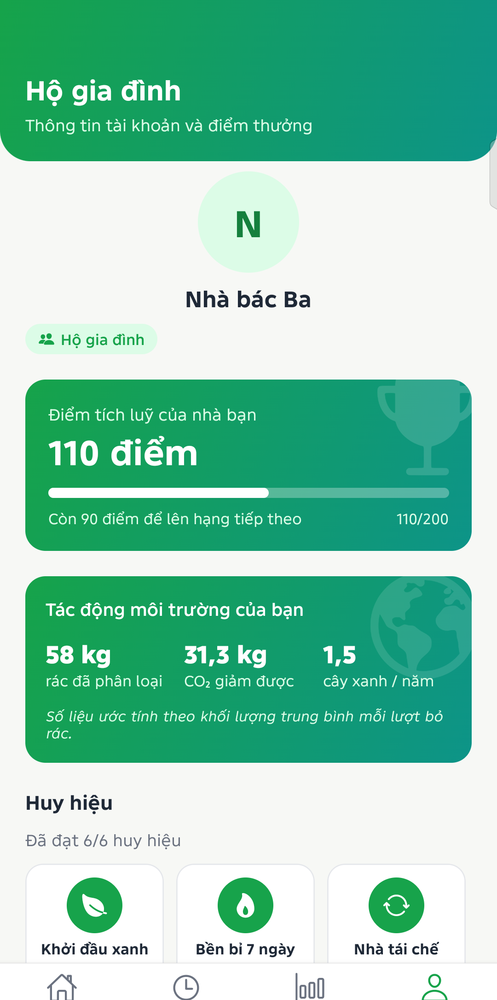 Hộ gia đình
Thông tin tài khoản và điểm thưởng
N
Nhà bác Ba
Hộ gia đình
Điểm tích luỹ của nhà bạn
110 điểm
Còn 90 điểm để lên hạng tiếp theo
110/200
Tác động môi trường của bạn
58 kg
31,3 kg
1,5
rác đã phân loại
CO₂ giảm được
cây xanh / năm
Số liệu ước tính theo khối lượng trung bình mỗi lượt bỏ
rác.
Huy hiệu
Đã đạt 6/6 huy hiệu
Khởi đầu xanh
Bền bỉ 7 ngày
Nhà tái chế